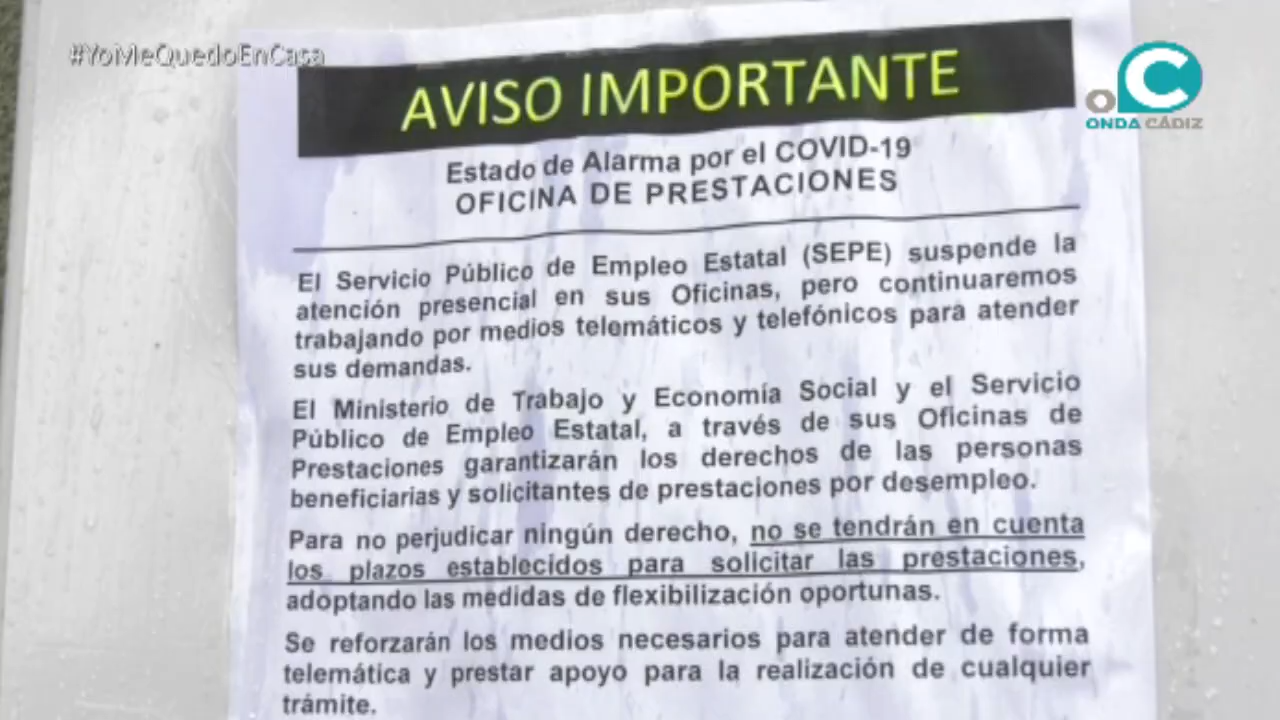 #YoMeQuedoEnCasa
AVISO IMPORTANTE
C
ONDA CÁDIZ
Estado de Alarma por el COVID-19
OFICINA DE PRESTACIONES
El Servicio Público de Empleo Estatal (SEPE) suspende la
atención presencial en sus Oficinas, pero continuaremos
trabajando por medios telemáticos y telefónicos para atender
sus demandas.
El Ministerio de Trabajo y Economía Social y el Servicio
Público de Empleo Estatal, a través de sus Oficinas de
Prestaciones garantizarán los derechos de las personas
beneficiarias y solicitantes de prestaciones por desempleo.
Para no perjudicar ningún derecho, no se tendrán en cuenta
los plazos establecidos para solicitar las prestaciones,
adoptando las medidas de flexibilización oportunas.
Se reforzarán los medios necesarios para atender de forma
telemática y prestar apoyo para la realización de cualquier
trámite.